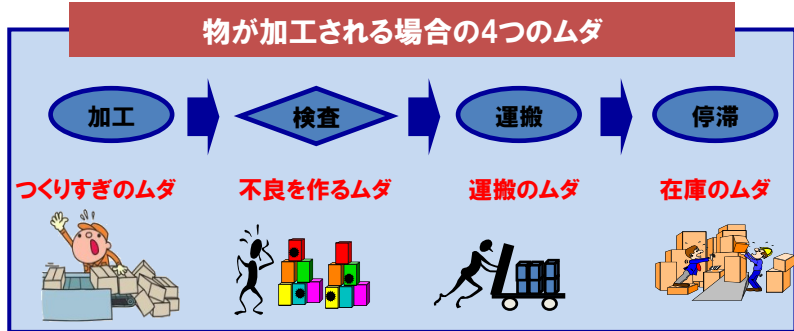 物が加工される場合の4つのムダ
加工
検査
運搬
停滞
つくりすぎのムダ
不良を作るムダ
運搬のムダ
在庫のムダ